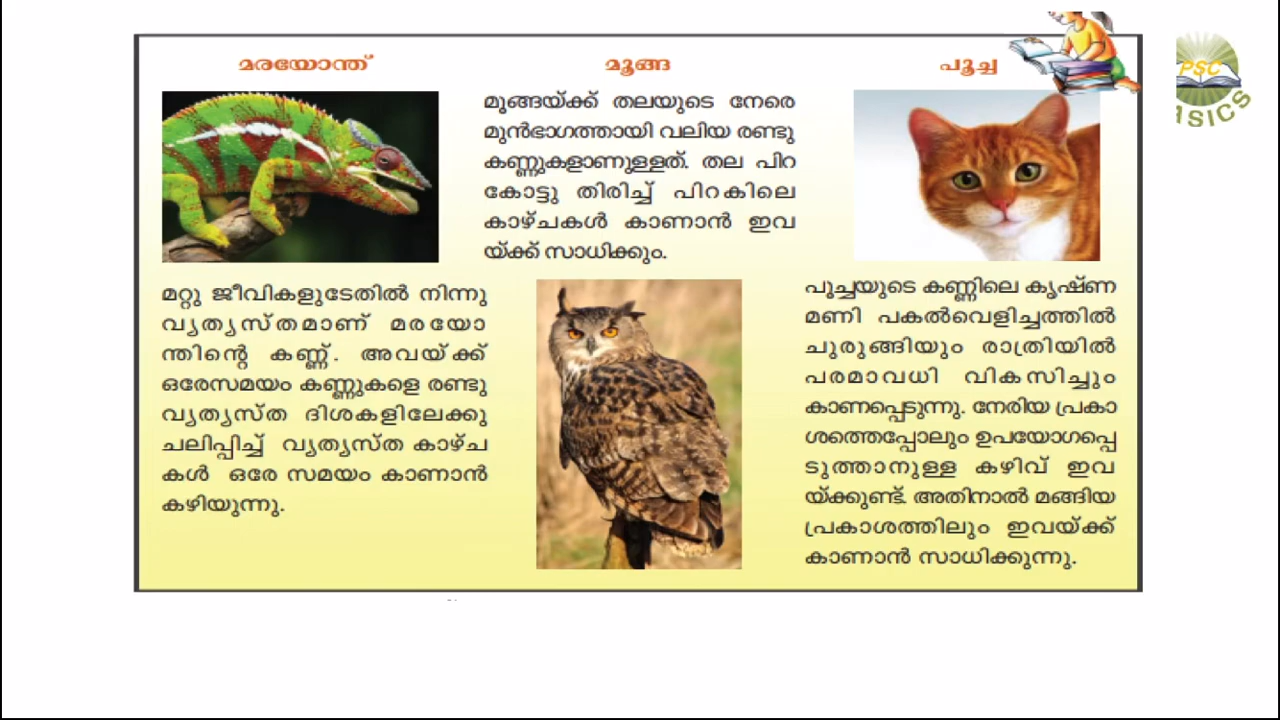 മരയോന്ത്
മറ്റു ജീവികളുടേതിൽ നിന്നു
വ്യത്യസ്തമാണ് മരയോ
ന്തിന്റെ കണ്ണ്. അവയ്ക്ക്
ഒരേസമയം കണ്ണുകളെ രണ്ടു
വ്യത്യസ്ത ദിശകളിലേക്കു
ചലിപ്പിച്ച് വ്യത്യസ്ത കാഴ്ച
കൾ ഒരേ സമയം കാണാൻ
കഴിയുന്നു.
മൂങ്ങ
മൂങ്ങയ്ക്ക് തലയുടെ നേരെ
മുൻഭാഗത്തായി വലിയ രണ്ടു
കണ്ണുകളാണുള്ളത്. തല പിറ
കോട്ടു തിരിച്ച് പിറകിലെ
കാഴ്ചകൾ കാണാൻ ഇവ
യ്ക്ക് സാധിക്കും.
പൂച്ച
പൂച്ചയുടെ കണ്ണിലെ കൃഷ്ണ
മണി പകൽവെളിച്ചത്തിൽ
ചുരുങ്ങിയും രാത്രിയിൽ
പരമാവധി വികസിച്ചും
കാണപ്പെടുന്നു. നേരിയ പ്രകാ
ശത്തെപ്പോലും ഉപയോഗപ്പെ
ടുത്താനുള്ള കഴിവ് ഇവ
യ്ക്കുണ്ട്. അതിനാൽ മങ്ങിയ
പ്രകാശത്തിലും ഇവയ്ക്ക്
കാണാൻ സാധിക്കുന്നു.
PSC